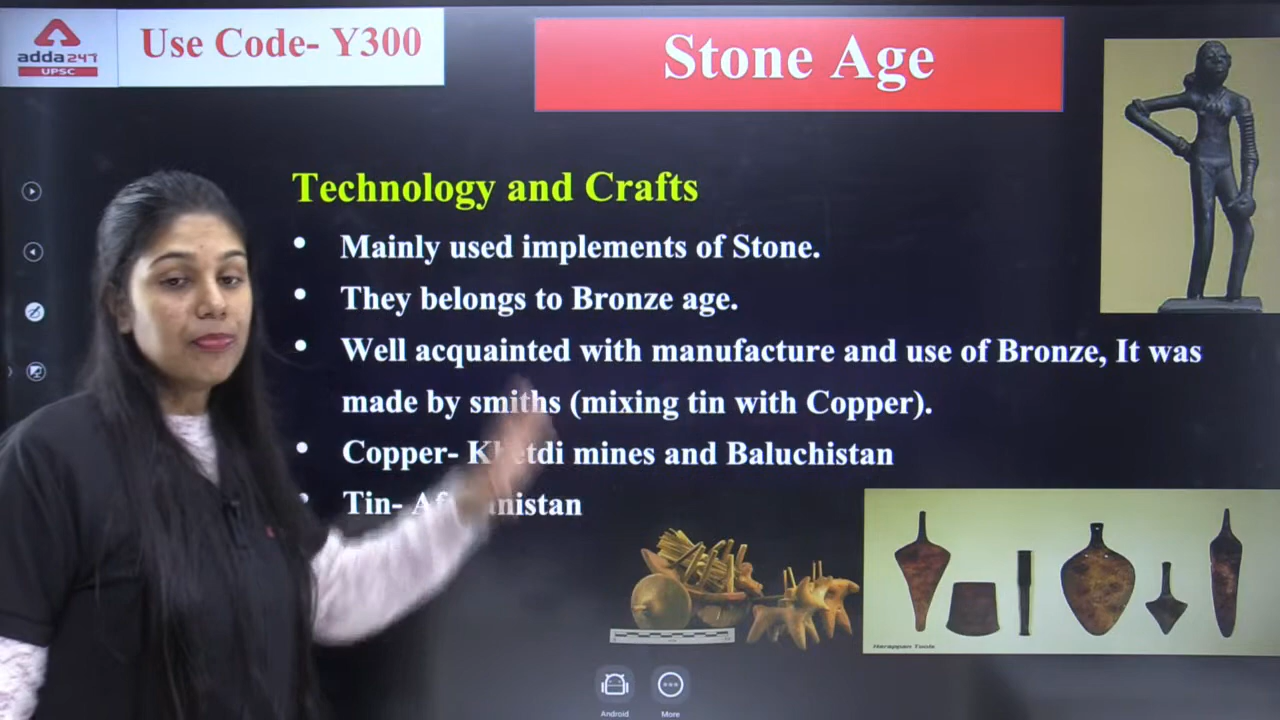 adda247
UPSC
Use Code- Y300
Stone Age
Technology and Crafts
• Mainly used implements of Stone.
• They belongs to Bronze age.
• Well acquainted with manufacture and use of Bronze, It was
made by smiths (mixing tin with Copper).
• Copper- Khetdi mines and Baluchistan
• Tin- Afghanistan
Harappan Tools
Android
More